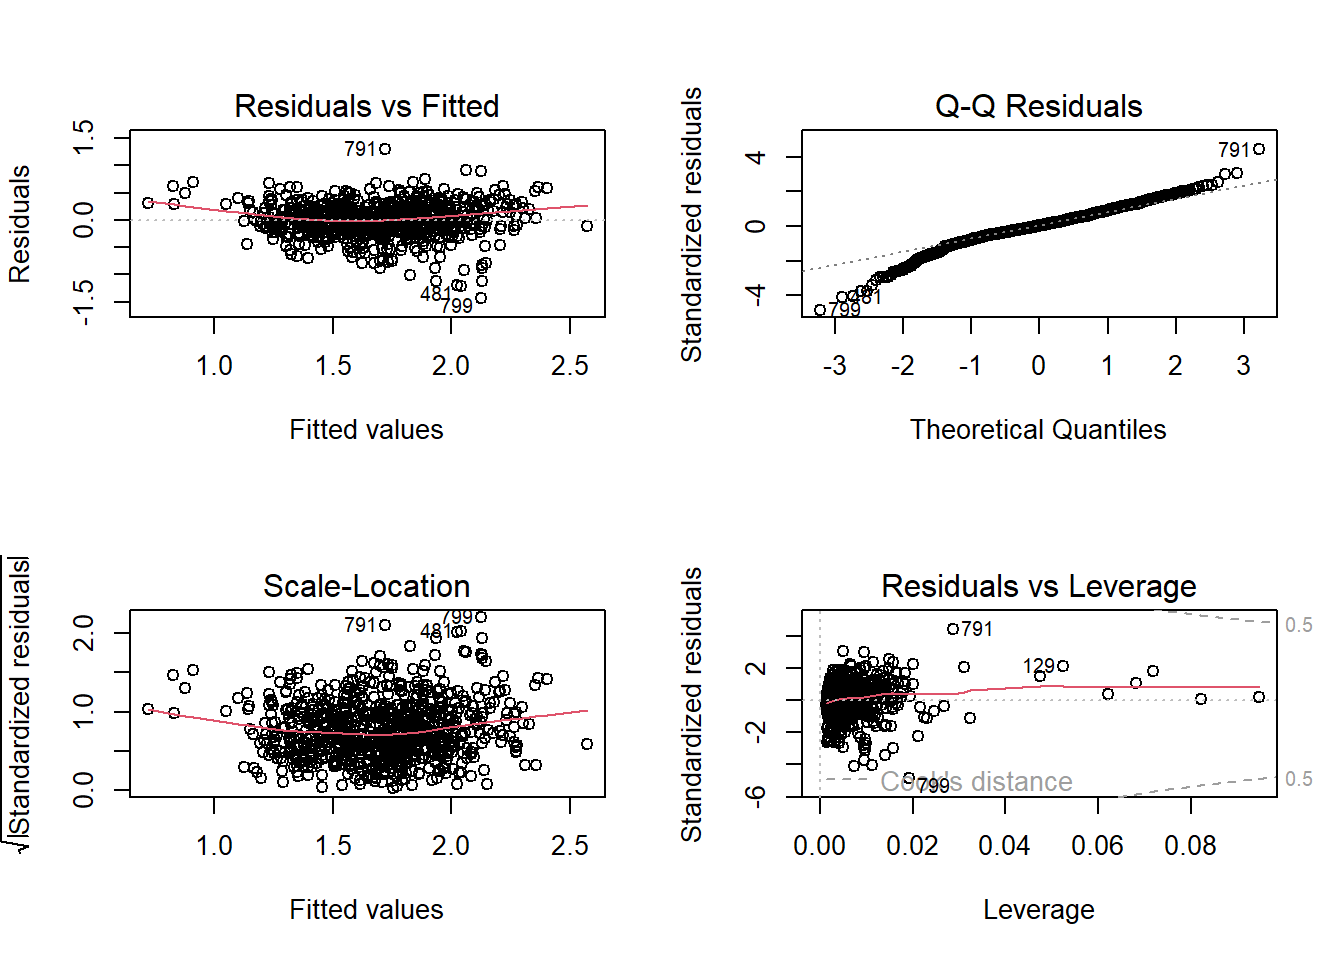 Residuals vs Fitted
Residuals
1.5
0.0
-1.5
791
481
799
1.0 1.5 2.0 2.5
Fitted values
Q-Q Residuals
Standardized residuals
4
0
-4
791
481
799
-3 -2 -1 0 1 2 3
Theoretical Quantiles
Scale-Location
√|Standardized residuals|
2.0
1.0
0.0
791
799
481
1.0 1.5 2.0 2.5
Fitted values
Residuals vs Leverage
Standardized residuals
2
-2
-6
791
129
799
Cook's distance
0.5
0.5
0.00 0.02 0.04 0.06 0.08
Leverage